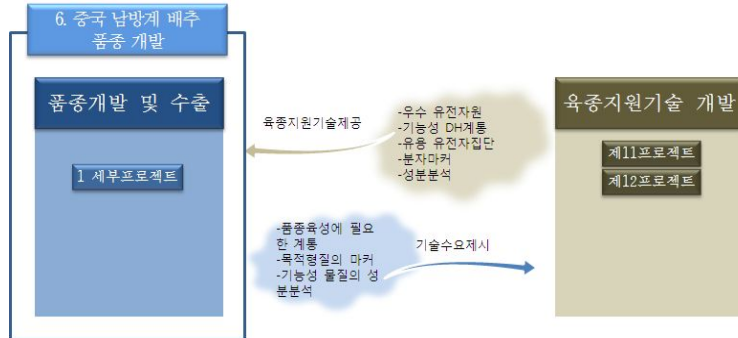 6. 중국 남방계 배추
품종 개발
품종개발 및 수출
1 세부프로젝트
육종지원기술제공
-우수 유전자원
-기능성 DH계통
-유용 유전자집단
-분자마커
-성분분석
-품종육성에 필요
한 계통
-목적형질의 마커
-기능성 물질의 성
분분석
기술수요제시
육종지원기술 개발
제11프로젝트
제12프로젝트